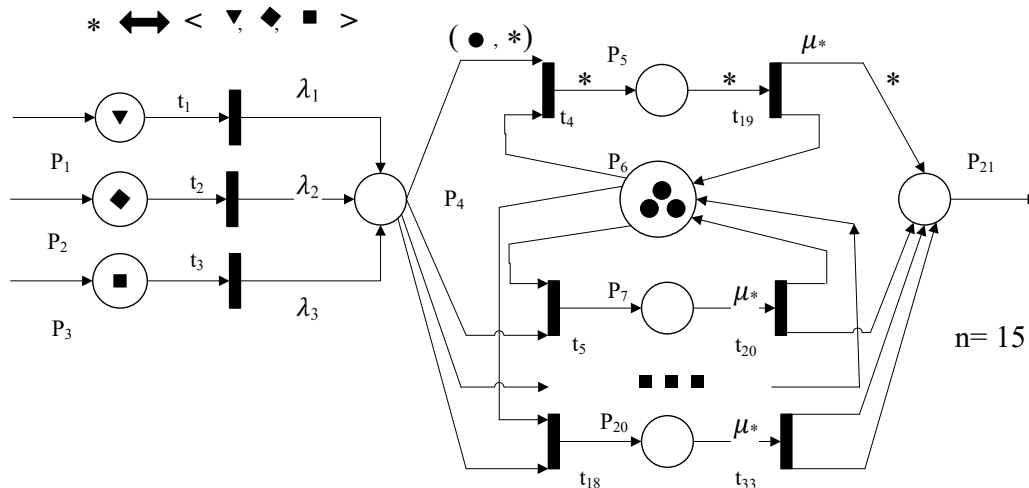 * < , , >
( , *)
P5
μ*
*
*
*
t1
λ1
t4
t19
P1
P6
P21
t2
λ2
P4
P2
t3
P7
μ*
P3
λ3
t5
t20
n= 15
P20
μ*
t18
t33